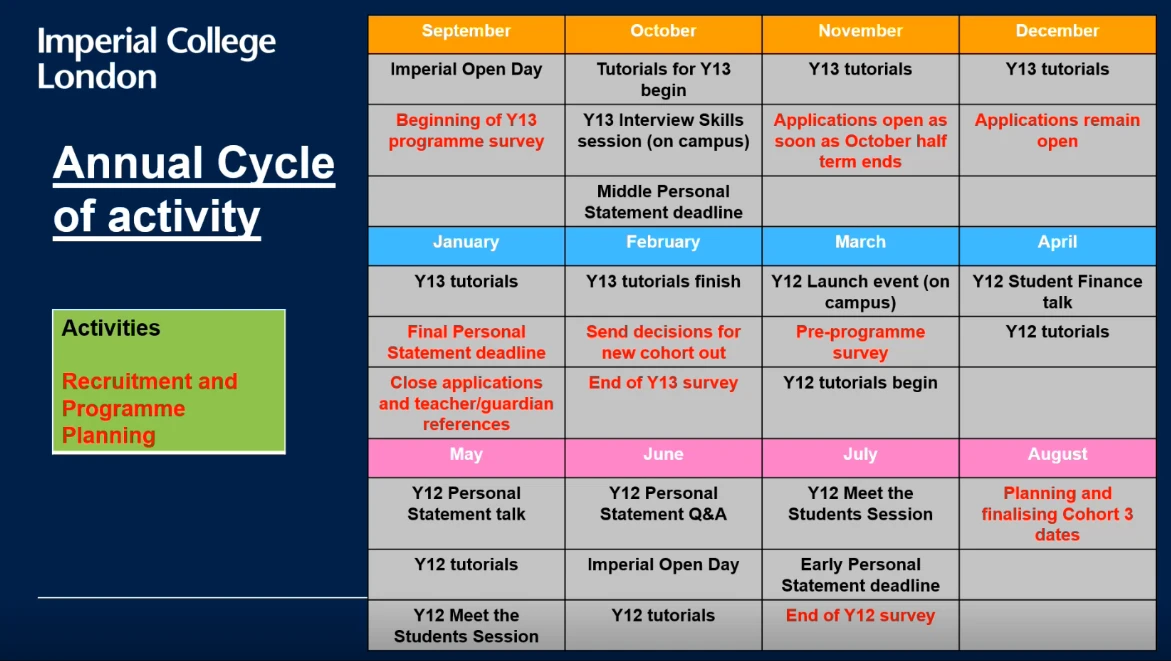 Imperial College
London
Annual Cycle
of activity
Activities
Recruitment and
Programme
Planning
September
October
November
December
Imperial Open Day
Tutorials for Y13
begin
Y13 tutorials
Y13 tutorials
Beginning of Y13
programme survey
Y13 Interview Skills
session (on campus)
Applications open as
soon as October half
term ends
Applications remain
open
Middle Personal
Statement deadline
January
February
March
April
Y13 tutorials
Y13 tutorials finish
Y12 Launch event (on
campus)
Y12 Student Finance
talk
Final Personal
Statement deadline
Send decisions for
new cohort out
Pre-programme
survey
Y12 tutorials
Close applications
and teacher/guardian
references
End of Y13 survey
Y12 tutorials begin
May
June
July
August
Y12 Personal
Statement talk
Y12 Personal
Statement Q&A
Y12 Meet the
Students Session
Planning and
finalising Cohort 3
dates
Y12 tutorials
Imperial Open Day
Early Personal
Statement deadline
Y12 Meet the
Students Session
Y12 tutorials
End of Y12 survey